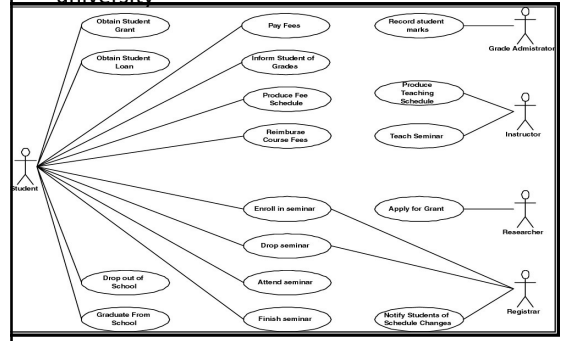 university
Obtain Student
Grant
Pay Fees
Record student
marks
Grade Admistrator
Obtain Student
Loan
Inform Student of
Grades
Produce Fee
Schedule
Produce
Teaching
Schedule
Instructor
Reimburse
Course Fees
Teach Seminar
Student
Enroll in seminar
Apply for Grant
Researcher
Drop seminar
Drop out of
School
Attend seminar
Registrar
Graduate From
School
Finish seminar
Notify Students of
Schedule Changes